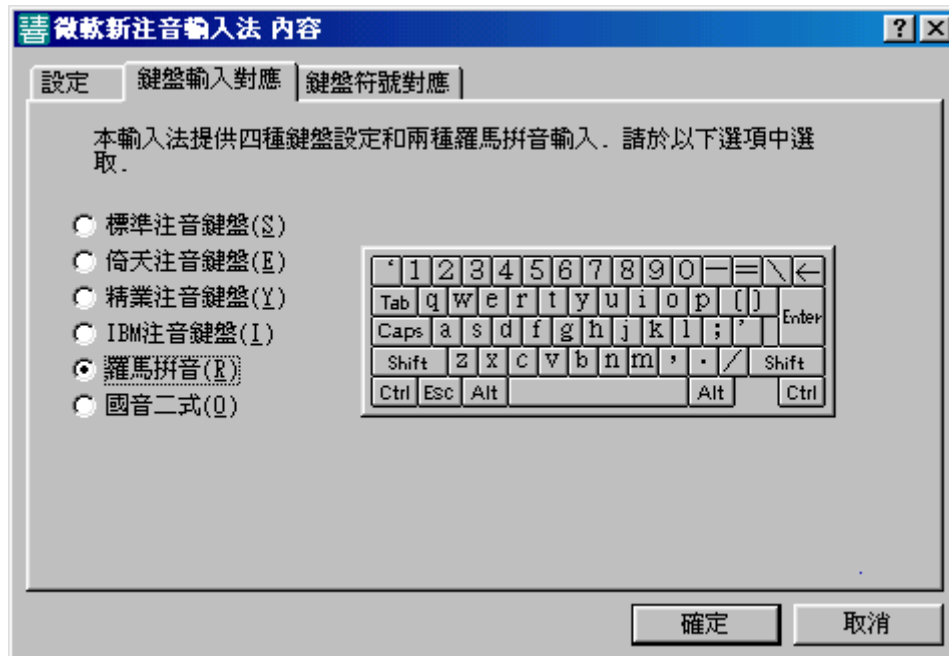 微軟新注音輸入法 內容
設定 鍵盤輸入對應 鍵盤符號對應
本輸入法提供四種鍵盤設定和兩種羅馬拼音輸入. 請於以下選項中選
取.
標準注音鍵盤(S)
倚天注音鍵盤(E)
精業注音鍵盤(Y)
IBM注音鍵盤(I)
羅馬拼音(R)
國音二式(O)
‘ 1 2 3 4 5 6 7 8 9 0 － = \ ←
Tab q w e r t y u i o p [ ]
Enter
Caps a s d f g h j k l ; ’
Shift z x c v b n m , . / Shift
Ctrl Esc Alt Alt Ctrl
確定 取消